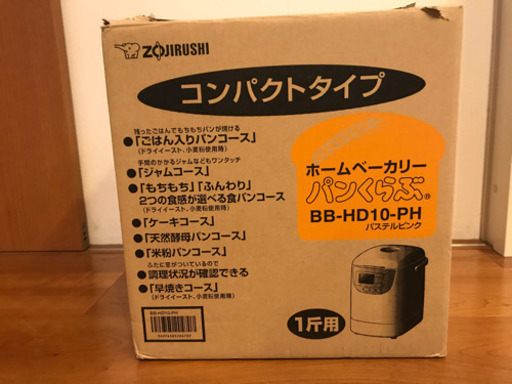 ZOJIRUSHI
コンパクトタイプ
残ったごはんでもちもちパンが焼ける
●「ごはん入りパンコース」
(ドライイースト、小麦粉使用時)
手間のかかるジャムなどもワンタッチ
●「ジャムコース」
●「もちもち」「ふんわり」
2つの食感が選べる食パンコース
(ドライイースト、小麦粉使用時)
●「ケーキコース」
●「天然酵母パンコース」
●「米粉パンコース」
ふたに窓がついているので
●調理状況が確認できる
●「早焼きコース」
(ドライイースト、小麦粉使用時)
BB-HD10-PH
ホームベーカリー
パンくらぶ®
BB-HD10-PH
パステルピンク
1斤用